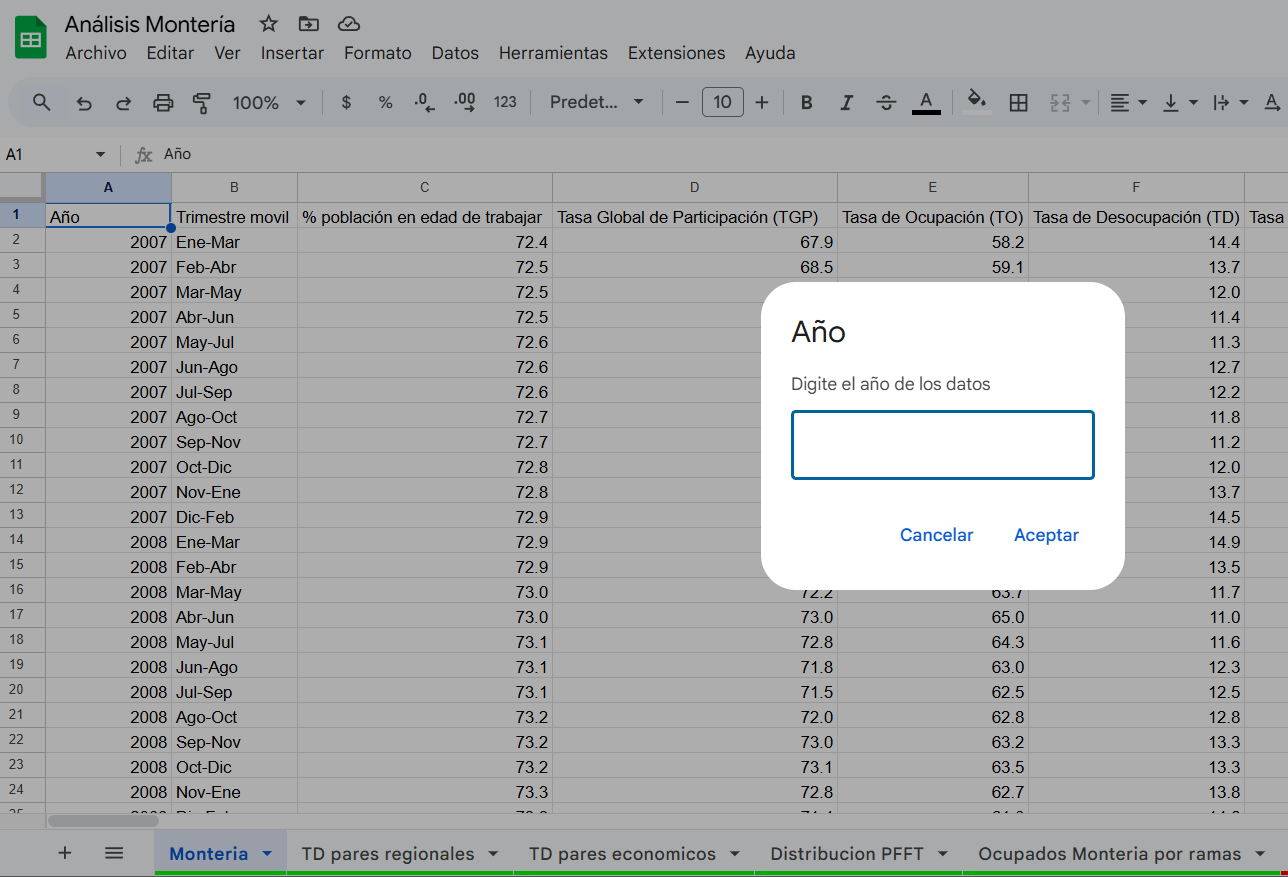 Análisis Montería
Archivo Editar Ver Insertar Formato Datos Herramientas Extensiones Ayuda
100% $ % .0 .00 123 Predet... 10 B I A A
A1 fx Año
A B C D E F
1 Año Trimestre movil % población en edad de trabajar Tasa Global de Participación (TGP) Tasa de Ocupación (TO) Tasa de Desocupación (TD) Tasa
2 2007 Ene-Mar 72.4 67.9 58.2 14.4
3 2007 Feb-Abr 72.5 68.5 59.1 13.7
4 2007 Mar-May 72.5 12.0
5 2007 Abr-Jun 72.5 11.4
6 2007 May-Jul 72.6 11.3
7 2007 Jun-Ago 72.6 12.7
8 2007 Jul-Sep 72.6 12.2
9 2007 Ago-Oct 72.7 11.8
10 2007 Sep-Nov 72.7 11.2
11 2007 Oct-Dic 72.8 12.0
12 2007 Nov-Ene 72.8 13.7
13 2007 Dic-Feb 72.9 14.5
14 2008 Ene-Mar 72.9 14.9
15 2008 Feb-Abr 72.9 13.5
16 2008 Mar-May 73.0 72.2 63.7 11.7
17 2008 Abr-Jun 73.0 73.0 65.0 11.0
18 2008 May-Jul 73.1 72.8 64.3 11.6
19 2008 Jun-Ago 73.1 71.8 63.0 12.3
20 2008 Jul-Sep 73.1 71.5 62.5 12.5
21 2008 Ago-Oct 73.2 72.0 62.8 12.8
22 2008 Sep-Nov 73.2 73.0 63.2 13.3
23 2008 Oct-Dic 73.2 73.1 63.5 13.3
24 2008 Nov-Ene 73.3 72.8 62.7 13.8
Año
Digite el año de los datos
Cancelar Aceptar
Monteria TD pares regionales TD pares economicos Distribucion PFFT Ocupados Monteria por ramas